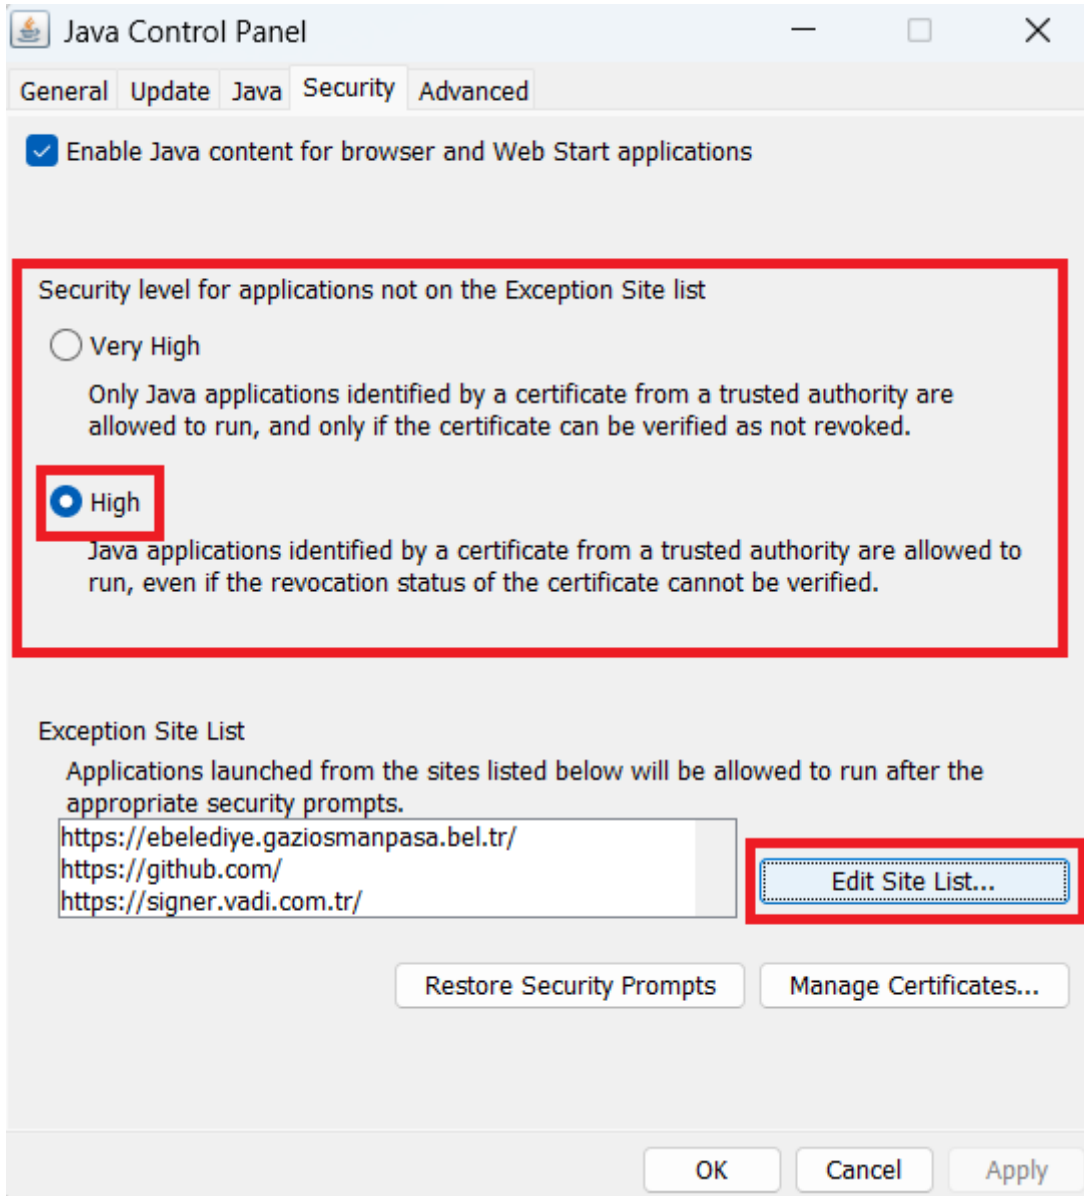 Java Control Panel
General Update Java Security Advanced
Enable Java content for browser and Web Start applications
Security level for applications not on the Exception Site list
Very High
Only Java applications identified by a certificate from a trusted authority are
allowed to run, and only if the certificate can be verified as not revoked.
High
Java applications identified by a certificate from a trusted authority are allowed to
run, even if the revocation status of the certificate cannot be verified.
Exception Site List
Applications launched from the sites listed below will be allowed to run after the
appropriate security prompts.
https://ebelediye.gaziosmanpasa.bel.tr/
https://github.com/
https://signer.vadi.com.tr/
Edit Site List...
Restore Security Prompts Manage Certificates...
OK Cancel Apply